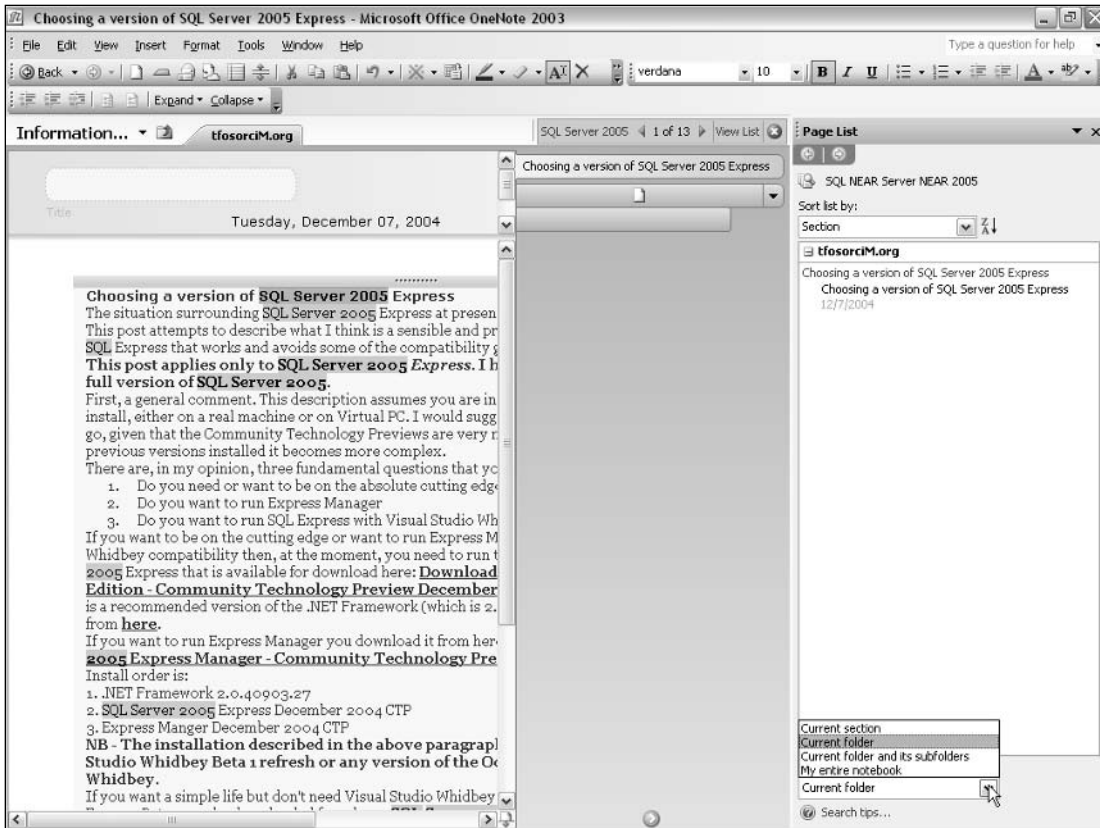 Choosing a version of SQL Server 2005 Express - Microsoft Office OneNote 2003
File Edit View Insert Format Tools Window Help
Type a question for help
Back
verdana 10 B I U A
Expand Collapse
Information...
tfosorciM.org
SQL Server 2005 1 of 13 View List
Page List
Title
Tuesday, December 07, 2004
Choosing a version of SQL Server 2005 Express
Choosing a version of SQL Server 2005 Express
The situation surrounding SQL Server 2005 Express at presen
This post attempts to describe what I think is a sensible and pr
SQL Express that works and avoids some of the compatibility g
This post applies only to SQL Server 2005 Express. I h
full version of SQL Server 2005.
First, a general comment. This description assumes you are in
install, either on a real machine or on Virtual PC. I would sugg
go, given that the Community Technology Previews are very n
previous versions installed it becomes more complex.
There are, in my opinion, three fundamental questions that yo
1. Do you need or want to be on the absolute cutting edge
2. Do you want to run Express Manager
3. Do you want to run SQL Express with Visual Studio Wh
If you want to be on the cutting edge or want to run Express M
Whidbey compatibility then, at the moment, you need to run t
2005 Express that is available for download here: Download
Edition - Community Technology Preview December
is a recommended version of the .NET Framework (which is 2.
from here.
If you want to run Express Manager you download it from her
2005 Express Manager - Community Technology Pre
Install order is:
1. .NET Framework 2.0.40903.27
2. SQL Server 2005 Express December 2004 CTP
3. Express Manger December 2004 CTP
NB - The installation described in the above paragrapl
Studio Whidbey Beta 1 refresh or any version of the Oc
Whidbey.
If you want a simple life but don't need Visual Studio Whidbey
SQL NEAR Server NEAR 2005
Sort list by:
Section
tfosorciM.org
Choosing a version of SQL Server 2005 Express
Choosing a version of SQL Server 2005 Express
12/7/2004
Current section
Current folder
Current folder and its subfolders
My entire notebook
Current folder
Search tips...